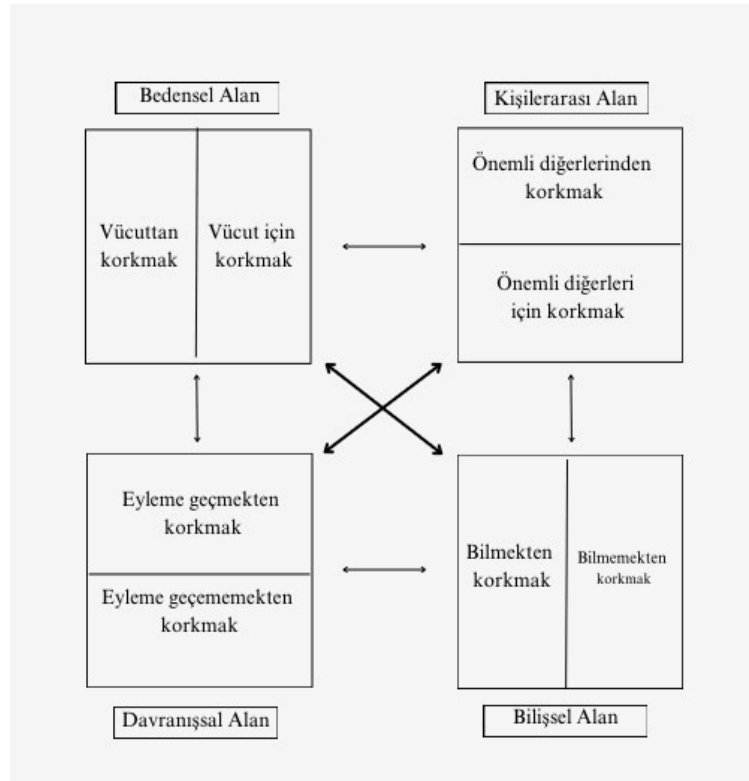 Bedensel Alan
Kişilerarası Alan
Vücuttan
korkmak
Vücut için
korkmak
Önemli diğerlerinden
korkmak
Önemli diğerleri
için korkmak
Eyleme geçmekten
korkmak
Eyleme geçememekten
korkmak
Bilmekten
korkmak
Bilmemekten
korkmak
Davranışsal Alan
Bilişsel Alan